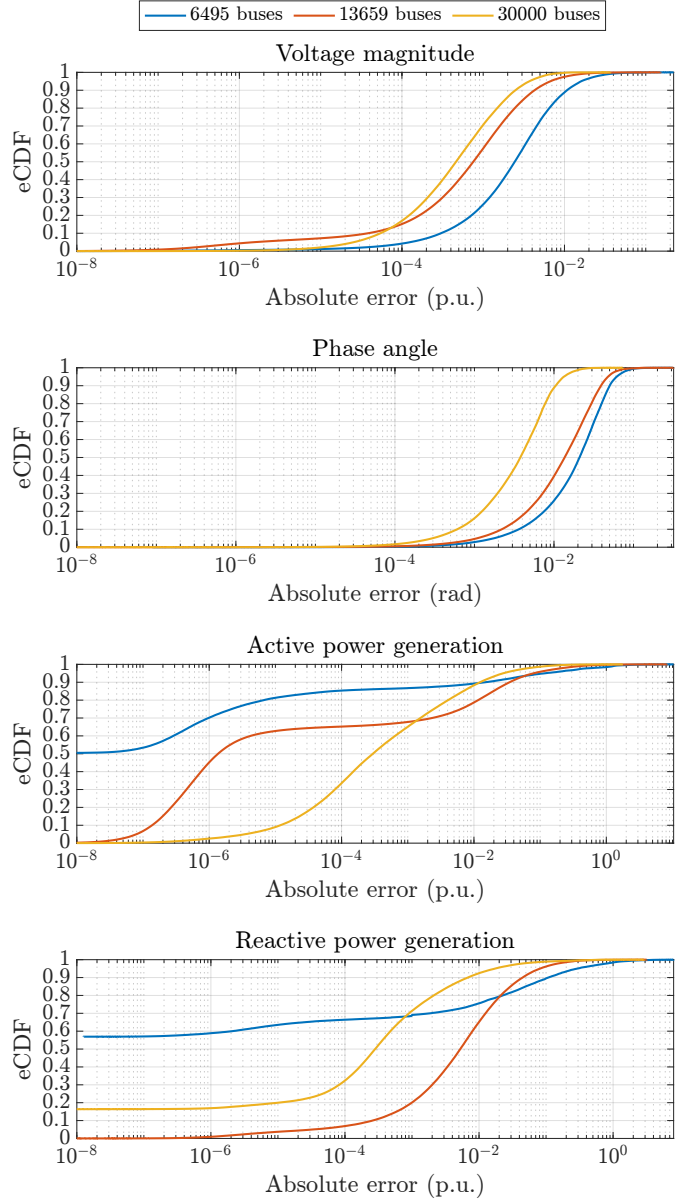 6495 buses 13659 buses 30000 buses
Voltage magnitude
1
0.9
0.8
0.7
0.6
0.5
0.4
0.3
0.2
0.1
0
eCDF
10^-8 10^-6 10^-4 10^-2
Absolute error (p.u.)
Phase angle
1
0.9
0.8
0.7
0.6
0.5
0.4
0.3
0.2
0.1
0
eCDF
10^-8 10^-6 10^-4 10^-2
Absolute error (rad)
Active power generation
1
0.9
0.8
0.7
0.6
0.5
0.4
0.3
0.2
0.1
0
eCDF
10^-8 10^-6 10^-4 10^-2 10^0
Absolute error (p.u.)
Reactive power generation
1
0.9
0.8
0.7
0.6
0.5
0.4
0.3
0.2
0.1
0
eCDF
10^-8 10^-6 10^-4 10^-2 10^0
Absolute error (p.u.)